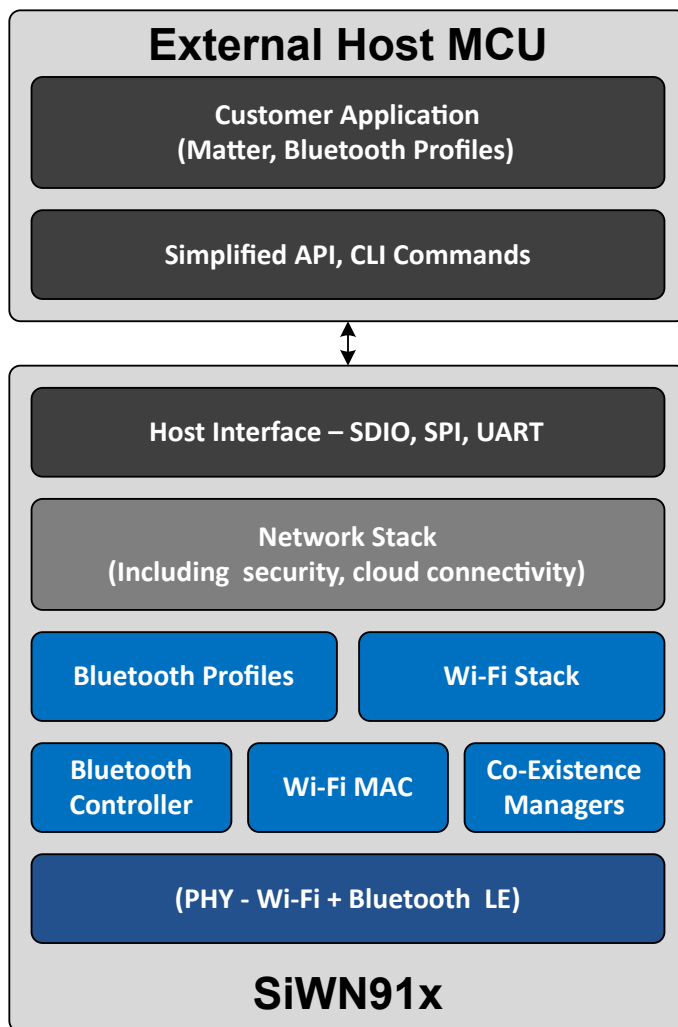 External Host MCU
Customer Application
(Matter, Bluetooth Profiles)
Simplified API, CLI Commands
Host Interface – SDIO, SPI, UART
Network Stack
(Including security, cloud connectivity)
Bluetooth Profiles
Wi-Fi Stack
Bluetooth
Controller
Wi-Fi MAC
Co-Existence
Managers
(PHY - Wi-Fi + Bluetooth LE)
SiWN91x